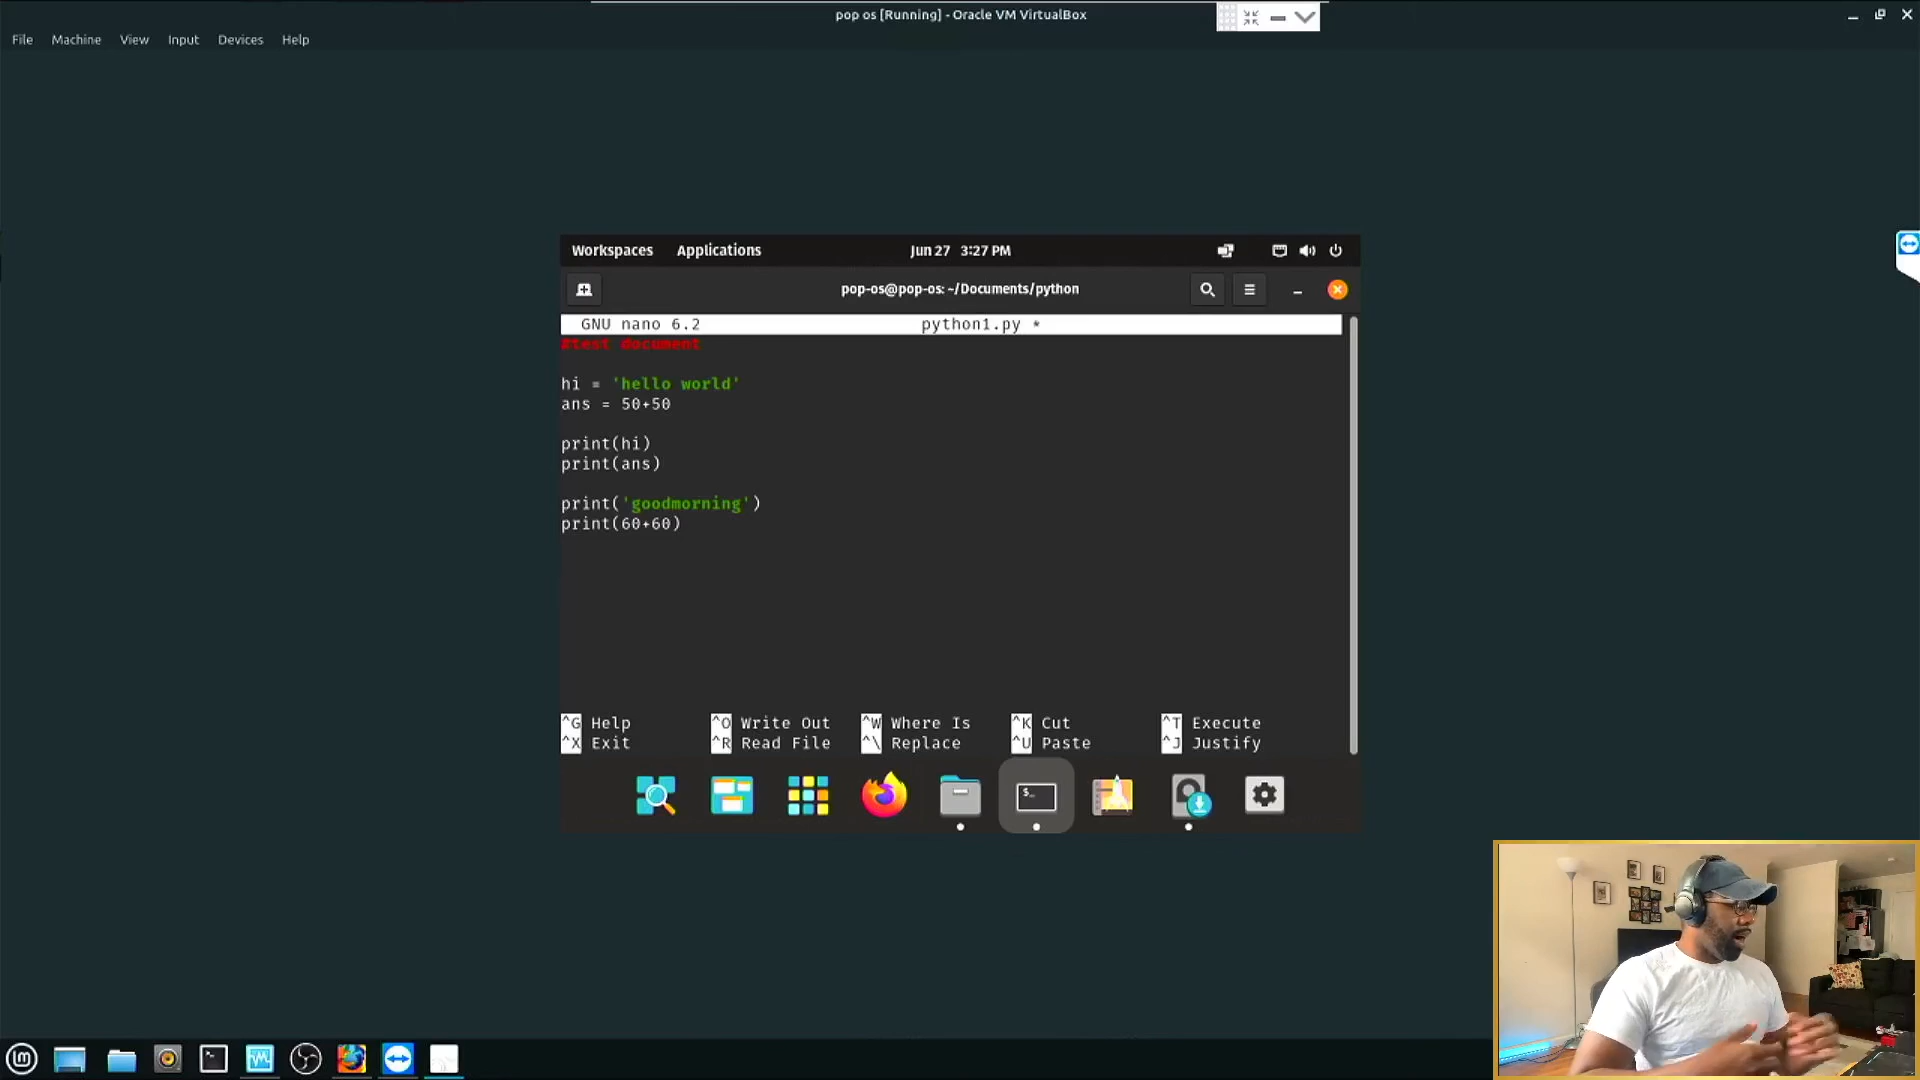 pop os [Running] - Oracle VM VirtualBox
File Machine View Input Devices Help
Workspaces Applications Jun 27 3:27 PM
pop-os@pop-os: ~/Documents/python
GNU nano 6.2 python1.py *
#test document
hi = 'hello world'
ans = 50+50
print(hi)
print(ans)
print('goodmorning')
print(60+60)
^G Help ^O Write Out ^W Where Is ^K Cut ^T Execute
^X Exit ^R Read File ^\ Replace ^U Paste ^J Justify
$_